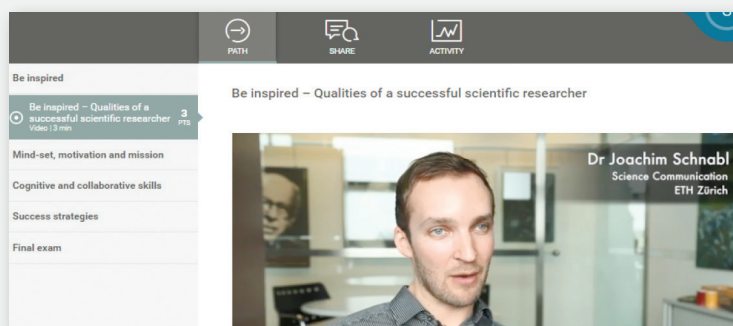 PATH
SHARE
ACTIVITY
Be inspired
Be inspired – Qualities of a
successful scientific researcher
3
PTS
Video | 3 min
Mind-set, motivation and mission
Cognitive and collaborative skills
Success strategies
Final exam
Be inspired – Qualities of a successful scientific researcher
Dr Joachim Schnabl
Science Communication
ETH Zürich